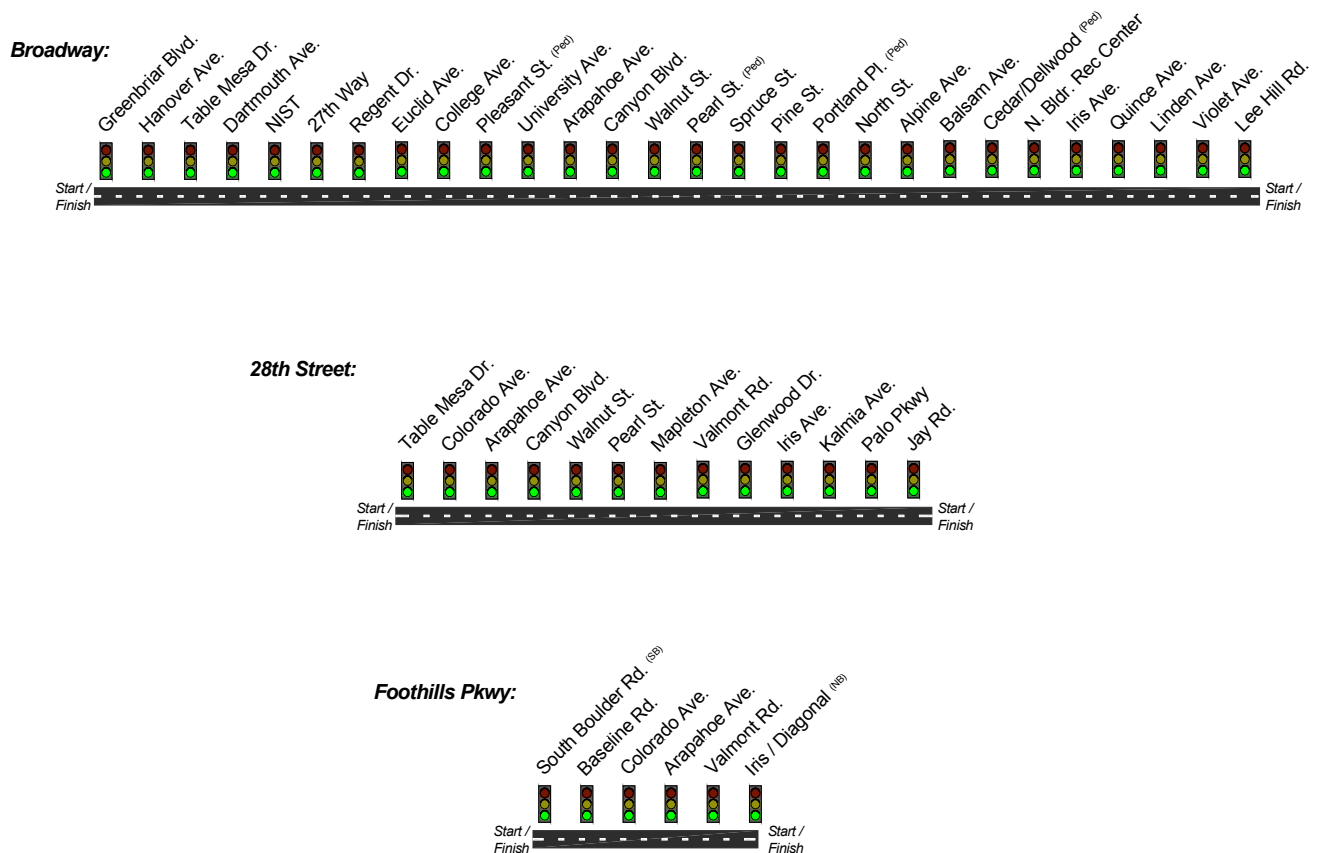 Broadway:
Greenbriar Blvd.
Hanover Ave.
Table Mesa Dr.
Dartmouth Ave.
NIST
27th Way
Regent Dr.
Euclid Ave.
College Ave.
Pleasant St. (Ped)
University Ave.
Arapahoe Ave.
Canyon Blvd.
Walnut St.
Pearl St. (Ped)
Spruce St.
Pine St.
Portland Pl. (Ped)
North St.
Alpine Ave.
Balsam Ave.
Cedar/Dellwood (Ped)
N. Bldr. Rec Center
Iris Ave.
Quince Ave.
Linden Ave.
Violet Ave.
Lee Hill Rd.
Start /
Finish
Start /
Finish
28th Street:
Table Mesa Dr.
Colorado Ave.
Arapahoe Ave.
Canyon Blvd.
Walnut St.
Pearl St.
Mapleton Ave.
Valmont Rd.
Glenwood Dr.
Iris Ave.
Kalmia Ave.
Palo Pkwy
Jay Rd.
Start /
Finish
Start /
Finish
Foothills Pkwy:
South Boulder Rd. (SB)
Baseline Rd.
Colorado Ave.
Arapahoe Ave.
Valmont Rd.
Iris / Diagonal (NB)
Start /
Finish
Start /
Finish